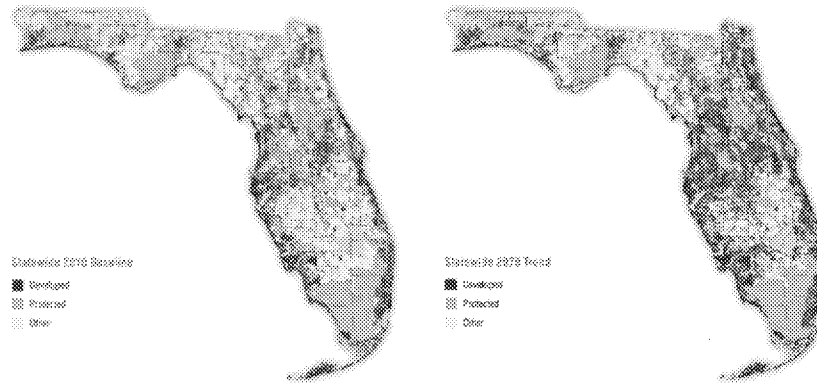 Statewide 2010 Baseline
Developed
Protected
Other
Statewide 2070 Trend
Developed
Protected
Other